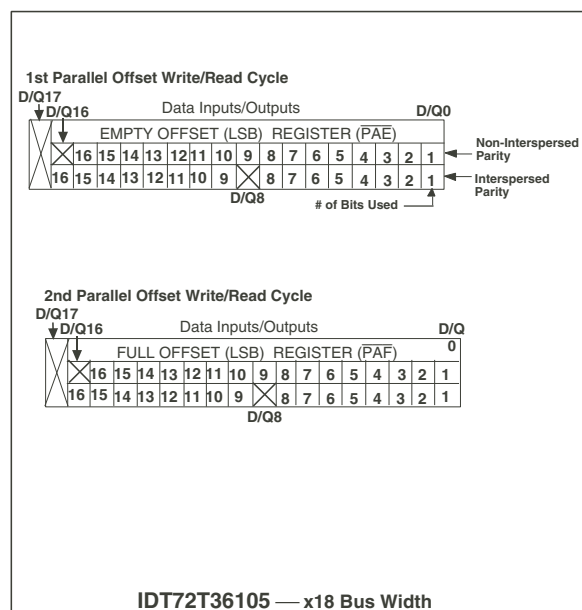 1st Parallel Offset Write/Read Cycle
D/Q17
D/Q16 Data Inputs/Outputs D/Q0
EMPTY OFFSET (LSB) REGISTER (PAE)
16 15 14 13 12 11 10 9 8 7 6 5 4 3 2 1 Non-Interspersed Parity
16 15 14 13 12 11 10 9 8 7 6 5 4 3 2 1 Interspersed Parity
D/Q8
# of Bits Used
2nd Parallel Offset Write/Read Cycle
D/Q17
D/Q16 Data Inputs/Outputs D/Q
0
FULL OFFSET (LSB) REGISTER (PAF)
16 15 14 13 12 11 10 9 8 7 6 5 4 3 2 1
16 15 14 13 12 11 10 9 8 7 6 5 4 3 2 1
D/Q8
IDT72T36105 — x18 Bus Width